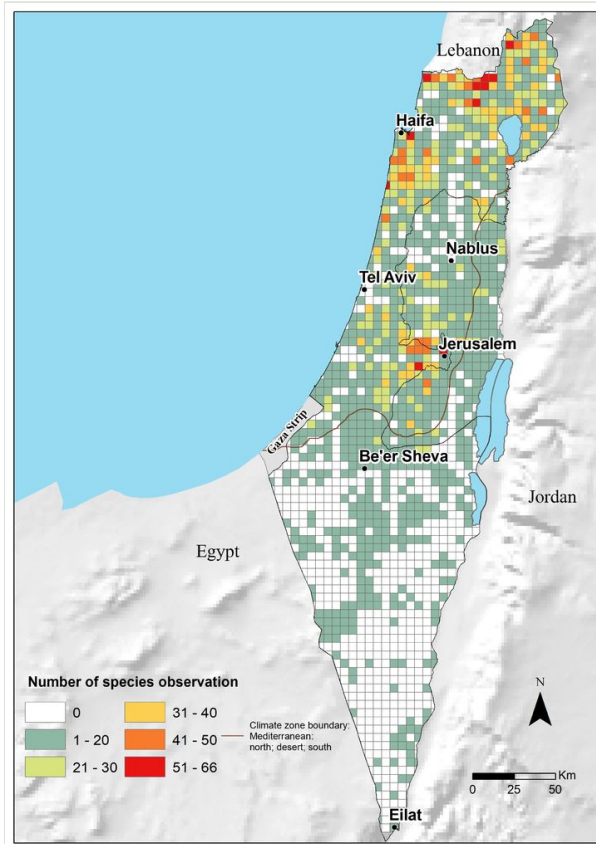 Lebanon
Haifa
Nablus
Tel Aviv
Jerusalem
Gaza Strip
Be'er Sheva
Jordan
Egypt
Number of species observation
0
31 - 40
1 - 20
41 - 50
21 - 30
51 - 66
Climate zone boundary:
Mediterranean:
north; desert; south
N
Km
0 25 50
Eilat